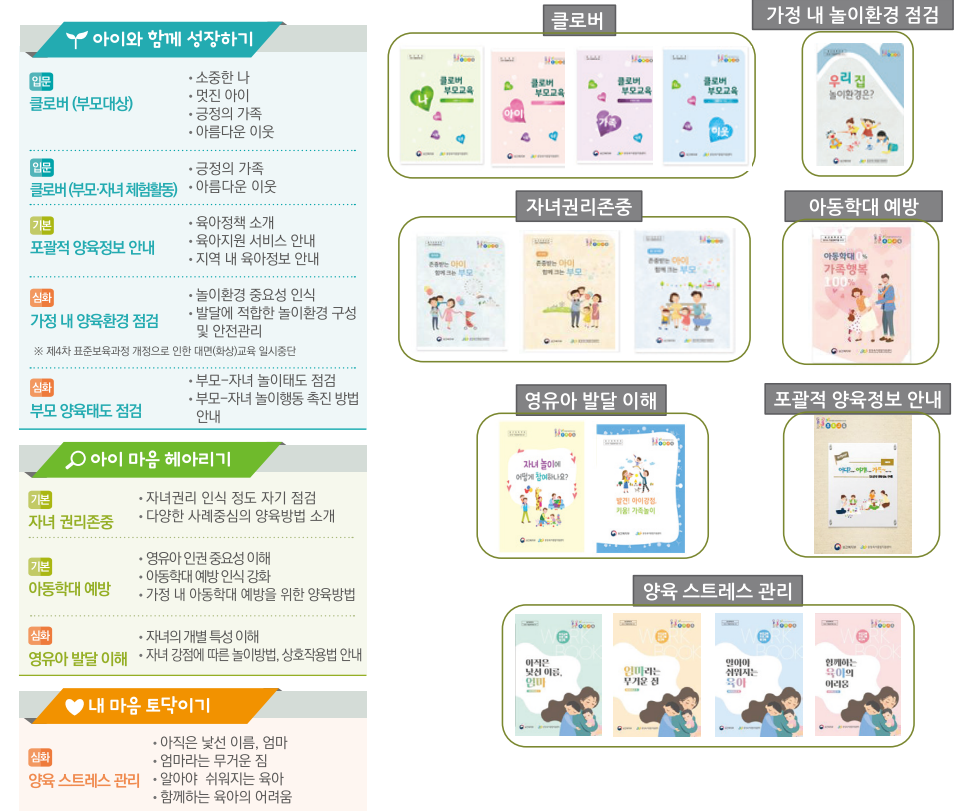 아이와 함께 성장하기
입문
클로버 (부모대상)
• 소중한 나
• 멋진 아이
• 긍정의 가족
• 아름다운 이웃
입문
클로버 (부모·자녀 체험활동)
• 긍정의 가족
• 아름다운 이웃
기본
포괄적 양육정보 안내
• 육아정책 소개
• 육아지원 서비스 안내
• 지역 내 육아정보 안내
심화
가정 내 양육환경 점검
• 놀이환경 중요성 인식
• 발달에 적합한 놀이환경 구성
및 안전관리
※ 제4차 표준보육과정 개정으로 인한 대면(화상)교육 일시중단
심화
부모 양육태도 점검
• 부모-자녀 놀이태도 점검
• 부모-자녀 놀이행동 촉진 방법
안내
아이 마음 헤아리기
기본
자녀 권리존중
• 자녀권리 인식 정도 자기 점검
• 다양한 사례중심의 양육방법 소개
기본
아동학대 예방
• 영유아 인권 중요성 이해
• 아동학대 예방 인식 강화
• 가정 내 아동학대 예방을 위한 양육방법
심화
영유아 발달 이해
• 자녀의 개별 특성 이해
• 자녀 강점에 따른 놀이방법, 상호작용법 안내
내 마음 토닥이기
심화
양육 스트레스 관리
• 아직은 낯선 이름, 엄마
• 엄마라는 무거운 짐
• 알아야 쉬워지는 육아
• 함께하는 육아의 어려움
클로버
클로버
부모교육
나
클로버
부모교육
아이
클로버
부모교육
가족
클로버
부모교육
이웃
가정 내 놀이환경 점검
우리집
놀이환경은?
자녀권리존중
존중받는 아이
함께 크는 부모
존중받는 아이
함께 크는 부모
존중받는 아이
함께 크는 부모
아동학대 예방
아동학대
가족행복
100%
영유아 발달 이해
자녀 놀이에
어떻게 참여하나요?
발견! 아이강점
키움! 가족놀이
포괄적 양육정보 안내
양육 스트레스 관리
아직은
낯선 이름,
엄마
엄마라는
무거운 짐
알아야
쉬워지는
육아
함께하는
육아의
어려움